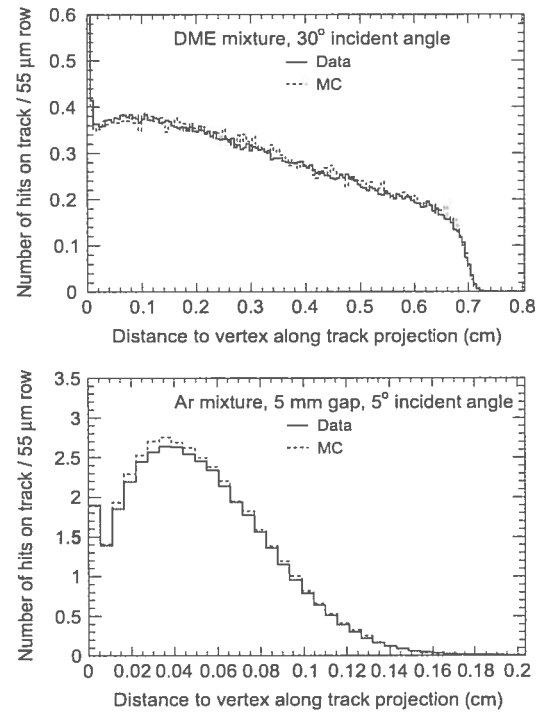 DME mixture, 30° incident angle
Data
MC
Number of hits on track / 55 µm row
0.6
0.5
0.4
0.3
0.2
0.1
0
0 0.1 0.2 0.3 0.4 0.5 0.6 0.7 0.8
Distance to vertex along track projection (cm)
Ar mixture, 5 mm gap, 5° incident angle
Data
MC
Number of hits on track / 55 µm row
3.5
3
2.5
2
1.5
1
0.5
0
0 0.02 0.04 0.06 0.08 0.1 0.12 0.14 0.16 0.18 0.2
Distance to vertex along track projection (cm)